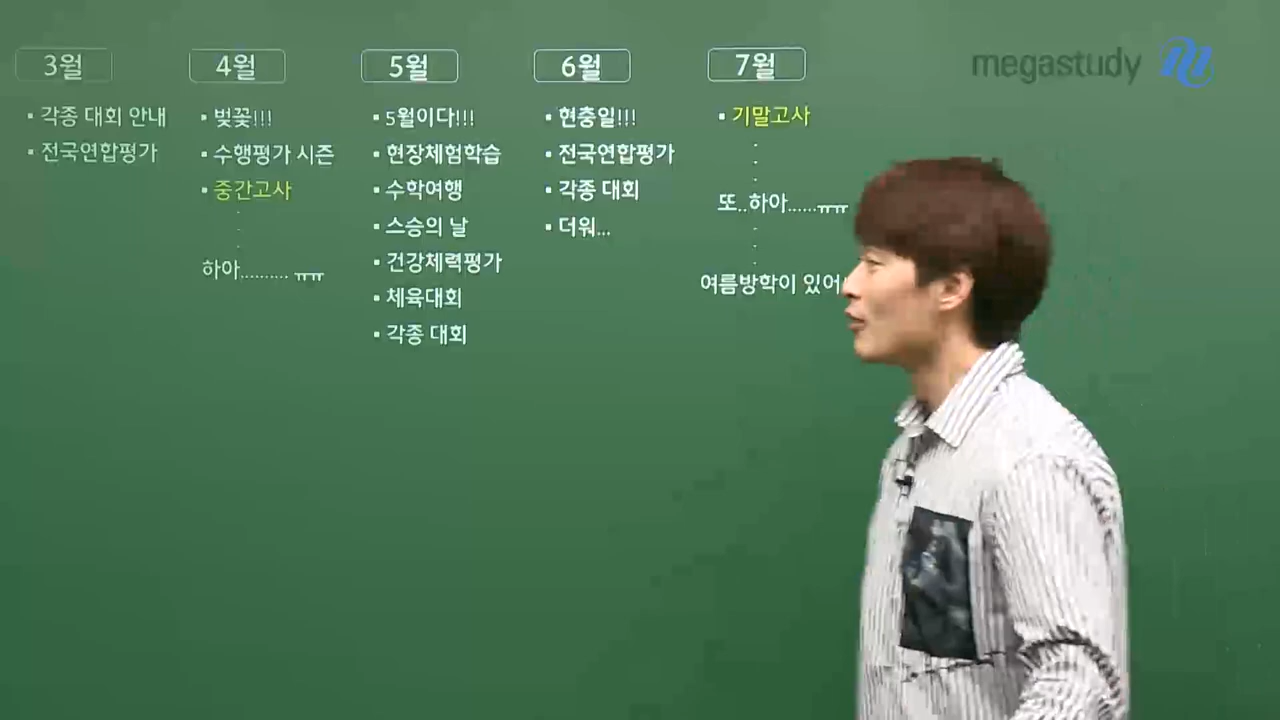 megastudy
3월
각종 대회 안내
전국연합평가
4월
벚꽃!!!
수행평가 시즌
중간고사
하아......... ㅠㅠ
5월
5월이다!!!
현장체험학습
수학여행
스승의 날
건강체력평가
체육대회
각종 대회
6월
현충일!!!
전국연합평가
각종 대회
더워...
7월
기말고사
또..하아......ㅠㅠ
여름방학이 있어